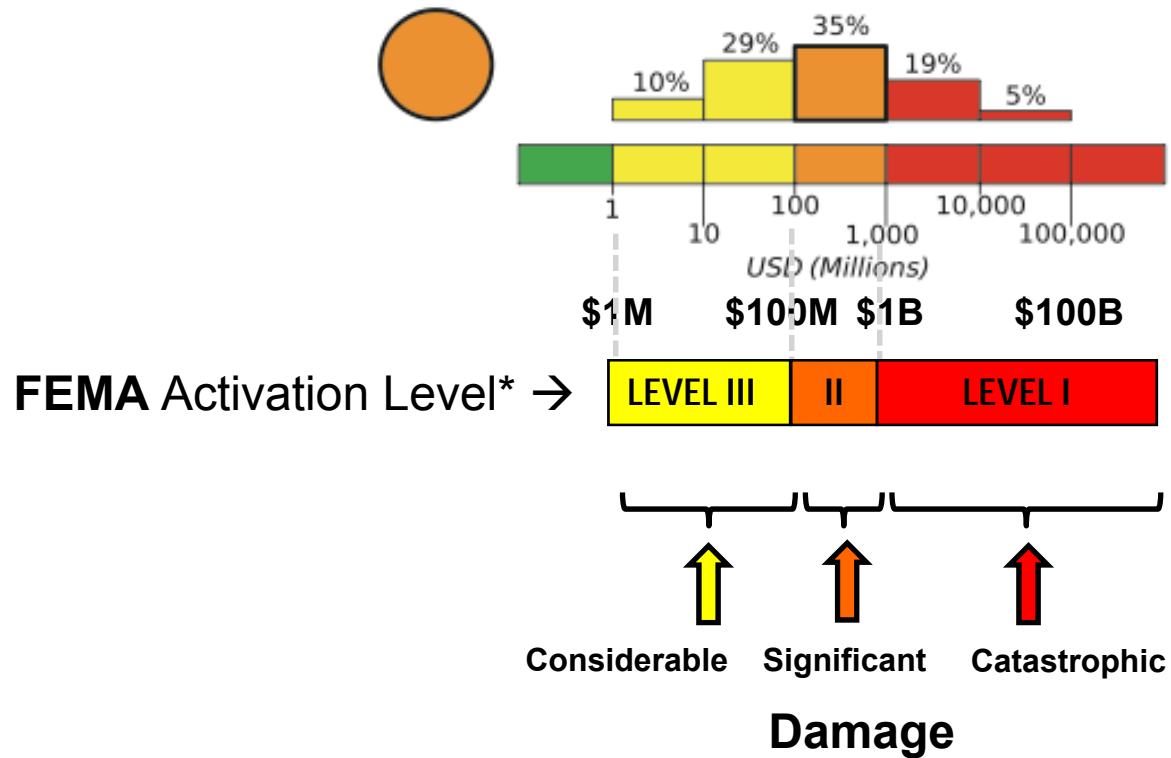 35%
29%
19%
10%
5%
1
100
10,000
10
1,000
100,000
USD (Millions)
$1M $100M $1B $100B
FEMA Activation Level* →
LEVEL III II LEVEL I
Considerable Significant Catastrophic
Damage